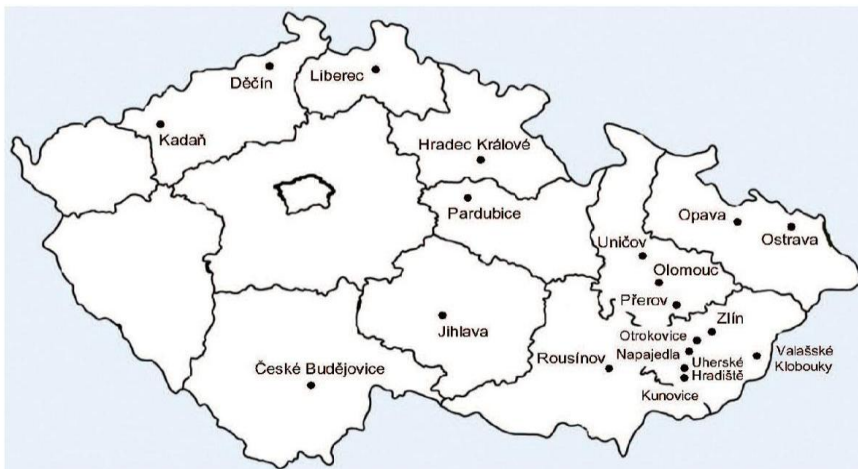 Děčín
Liberec
Kadaň
Hradec Králové
Pardubice
Opava
Ostrava
Uničov
Olomouc
Přerov
Jihlava
Zlín
Otrokovice
Napajedla
Rousínov
Uherské
Hradiště
Valašské
Klobouky
České Budějovice
Kunovice